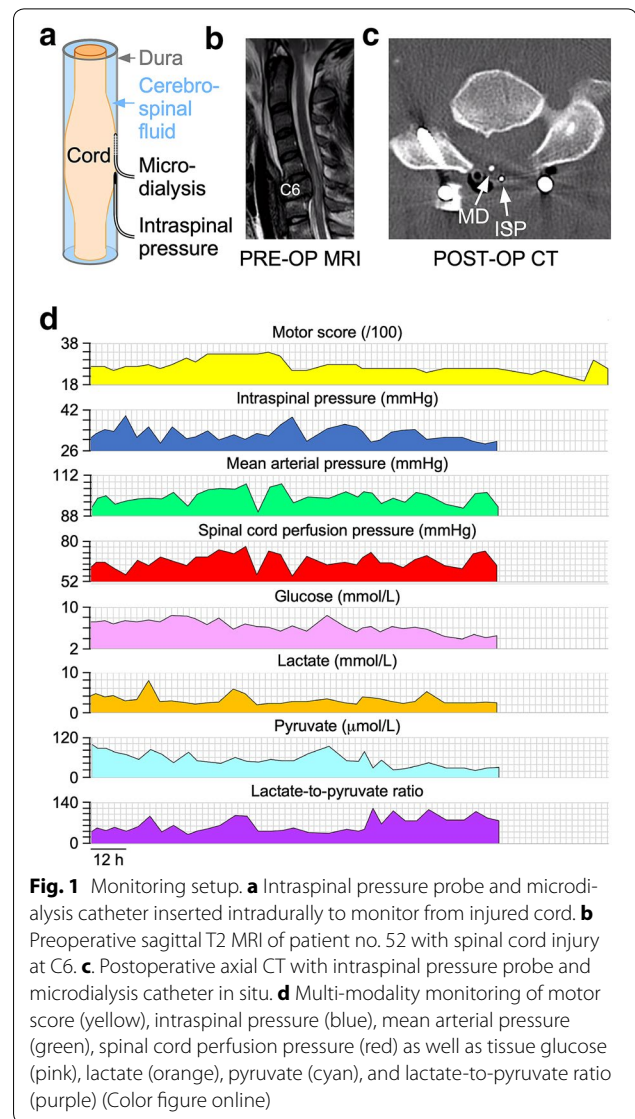 a
Dura
Cerebro-
spinal
fluid
Cord
Micro-
dialysis
Intraspinal
pressure
b
C6
PRE-OP MRI
c
MD
ISP
POST-OP CT
d
Motor score (/100)
38
18
Intraspinal pressure (mmHg)
42
26
Mean arterial pressure (mmHg)
112
88
Spinal cord perfusion pressure (mmHg)
80
52
Glucose (mmol/L)
10
2
Lactate (mmol/L)
10
0
Pyruvate (μmol/L)
120
0
Lactate-to-pyruvate ratio
140
0
12 h
Fig. 1 Monitoring setup. a Intraspinal pressure probe and microdi-
alysis catheter inserted intradurally to monitor from injured cord. b
Preoperative sagittal T2 MRI of patient no. 52 with spinal cord injury
at C6. c. Postoperative axial CT with intraspinal pressure probe and
microdialysis catheter in situ. d Multi-modality monitoring of motor
score (yellow), intraspinal pressure (blue), mean arterial pressure
(green), spinal cord perfusion pressure (red) as well as tissue glucose
(pink), lactate (orange), pyruvate (cyan), and lactate-to-pyruvate ratio
(purple) (Color figure online)